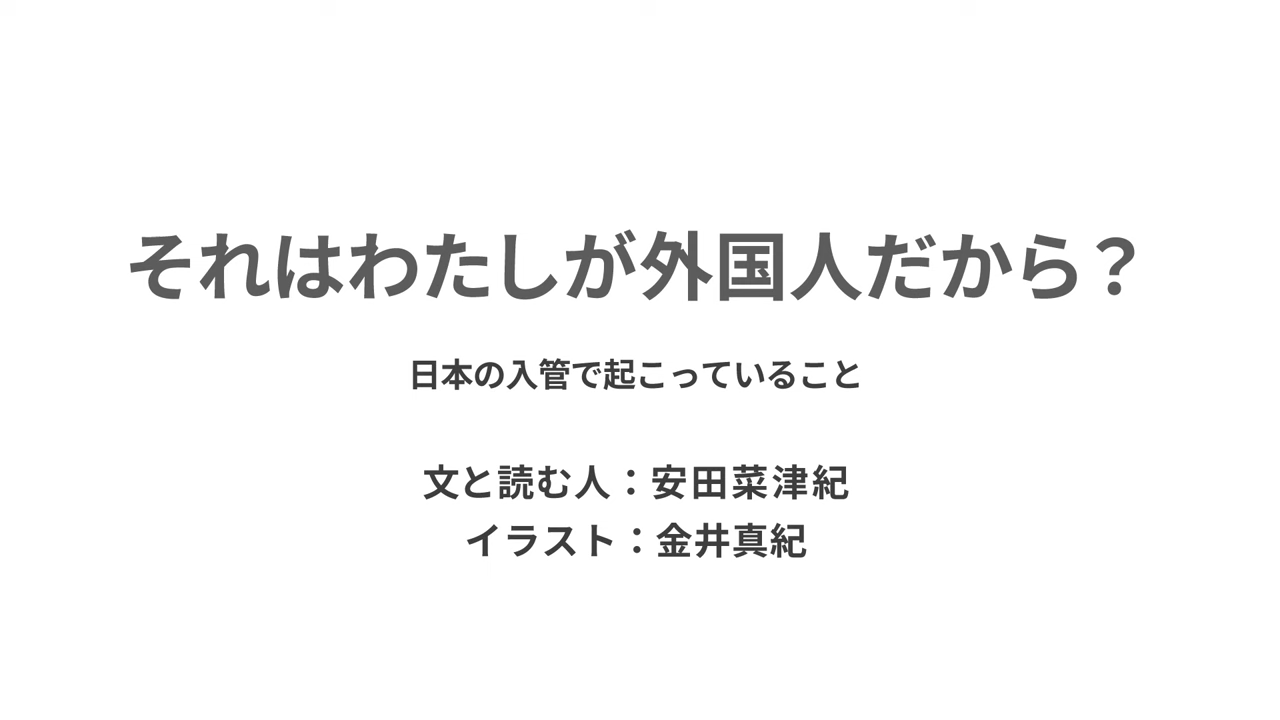 それはわたしが外国人だから？
日本の入管で起こっていること
文と読む人：安田菜津紀
イラスト：金井真紀